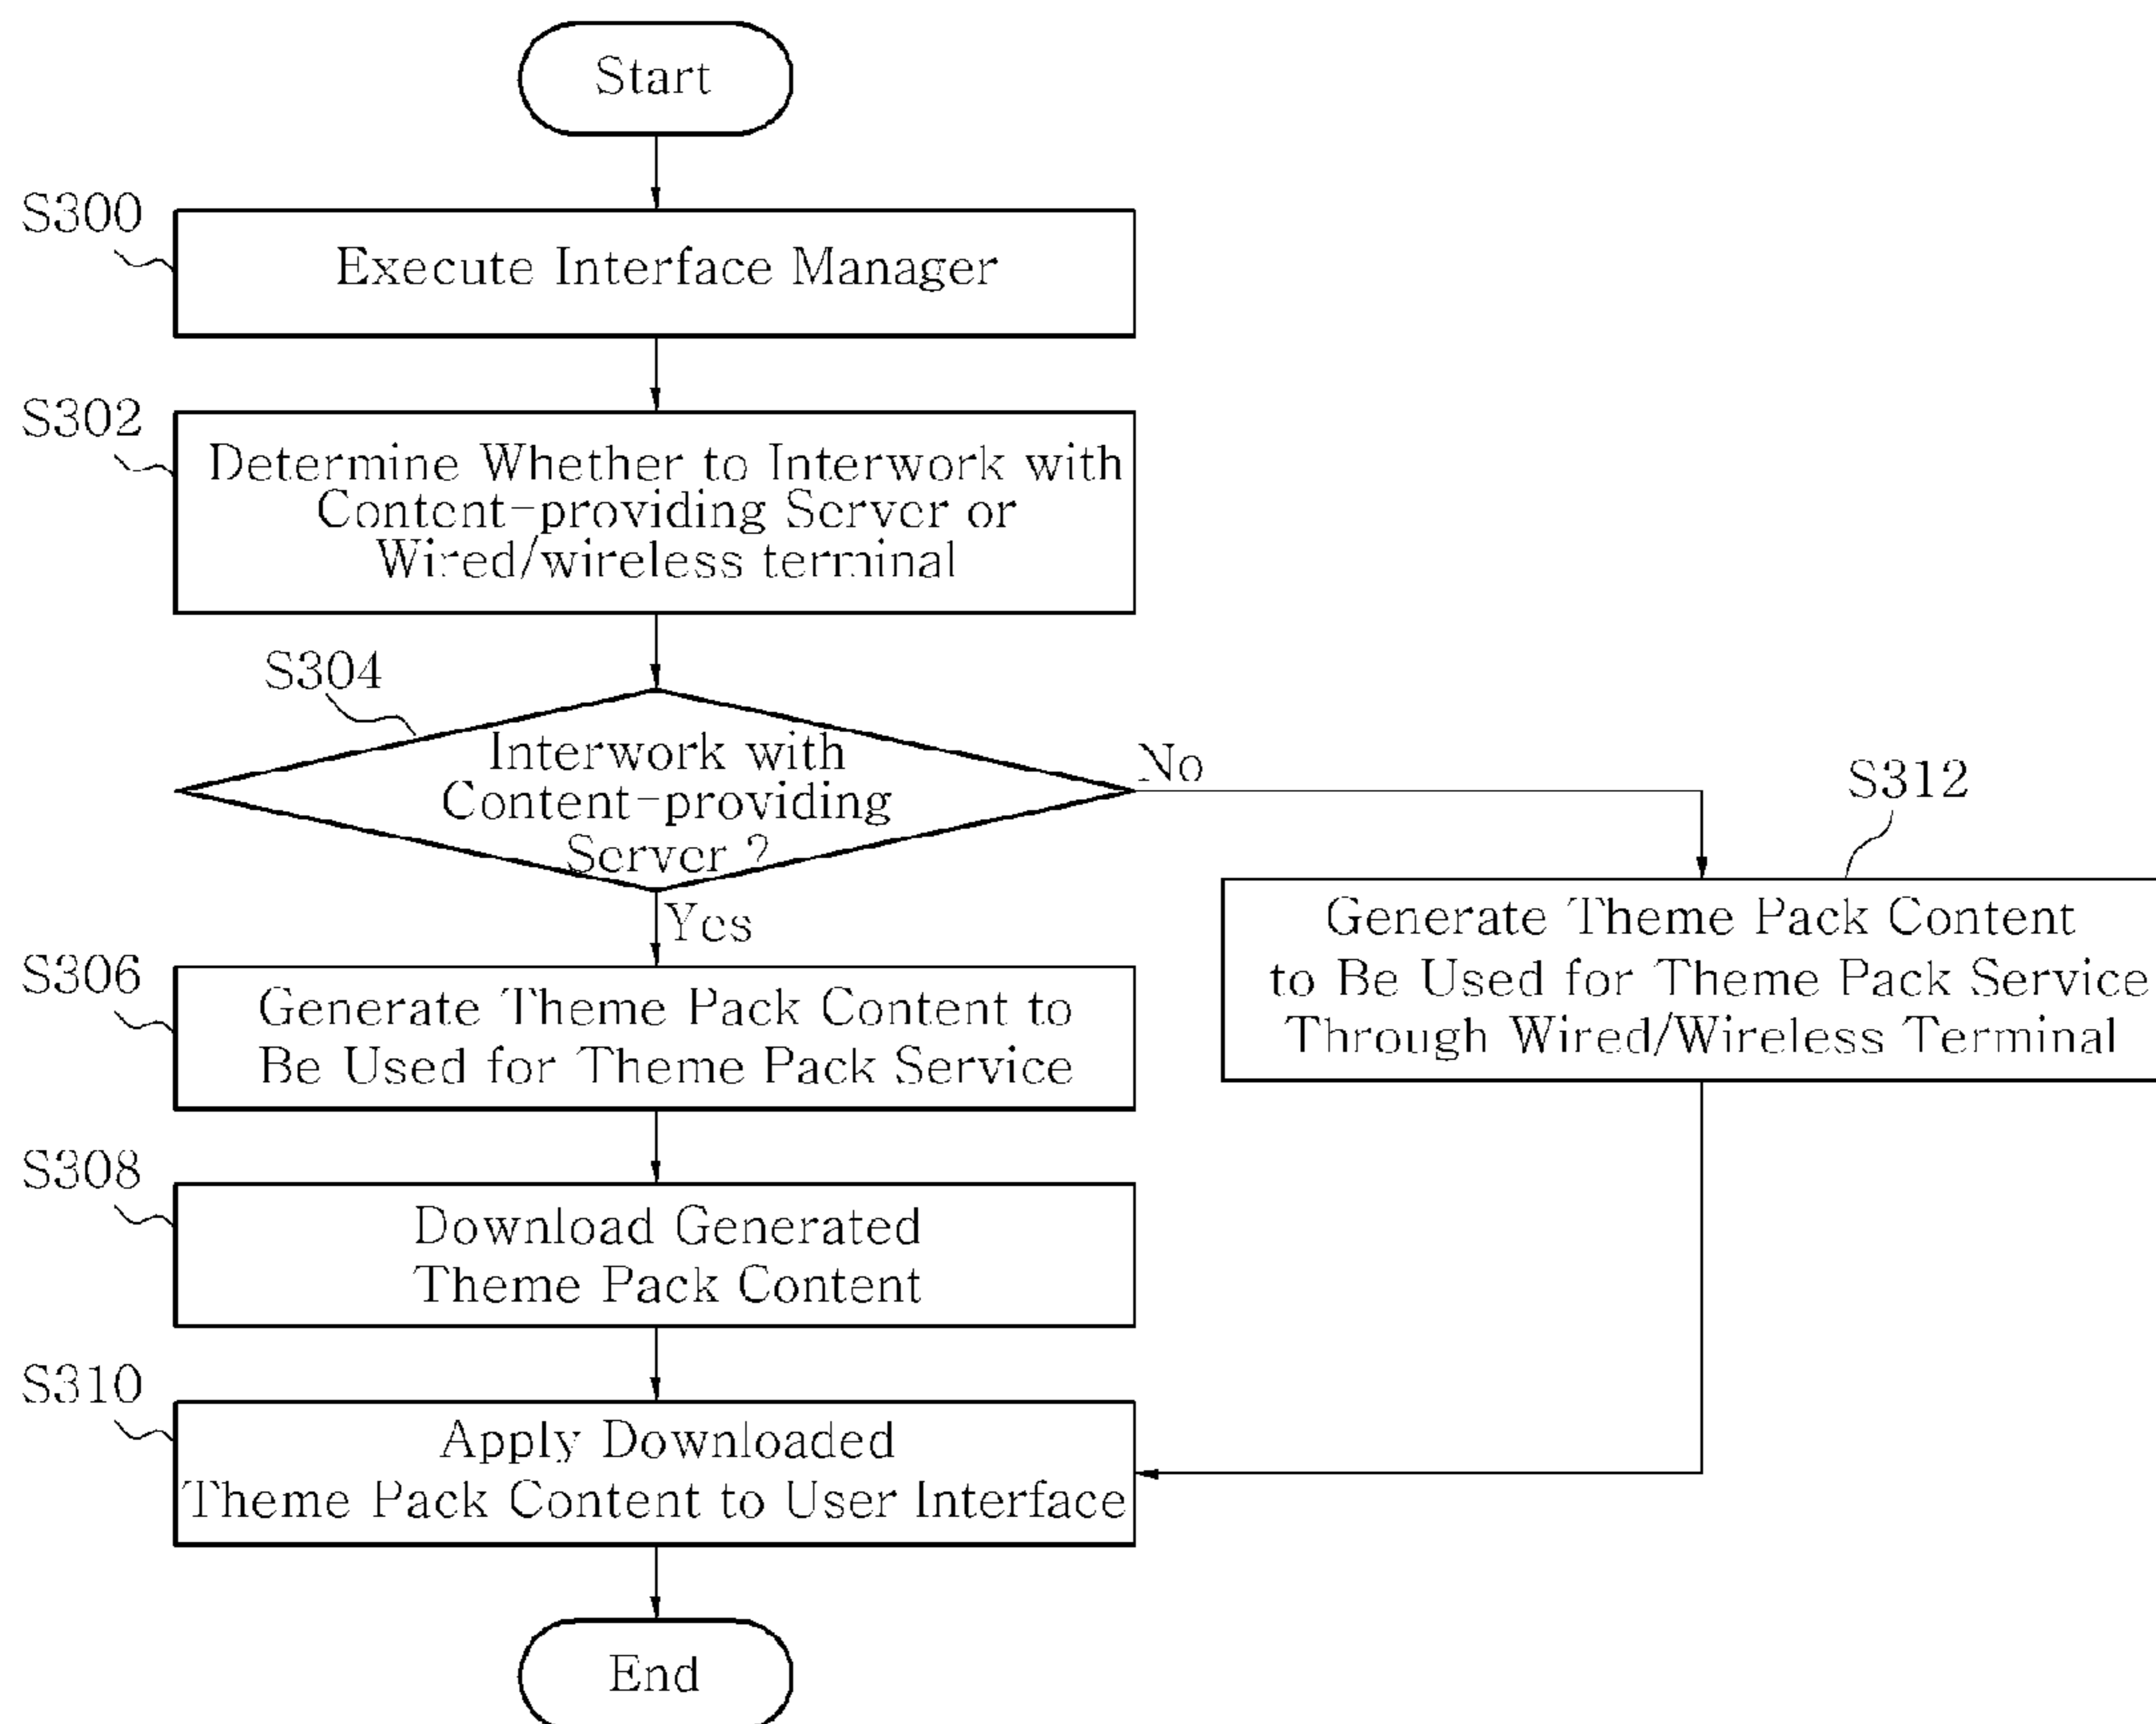 Start
S300
Execute Interface Manager
S302
Determine Whether to Interwork with
Content-providing Server or
Wired/wireless terminal
S304
Interwork with
Content-providing
Server ?
No
Yes
S312
Generate Theme Pack Content
to Be Used for Theme Pack Service
Through Wired/Wireless Terminal
S306
Generate Theme Pack Content to
Be Used for Theme Pack Service
S308
Download Generated
Theme Pack Content
S310
Apply Downloaded
Theme Pack Content to User Interface
End